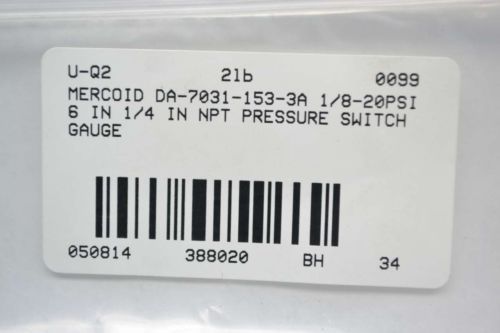 U-Q2 2lb 0099
MERCOID DA-7031-153-3A 1/8-20PSI
6 IN 1/4 IN NPT PRESSURE SWITCH
GAUGE
050814 388020 BH 34